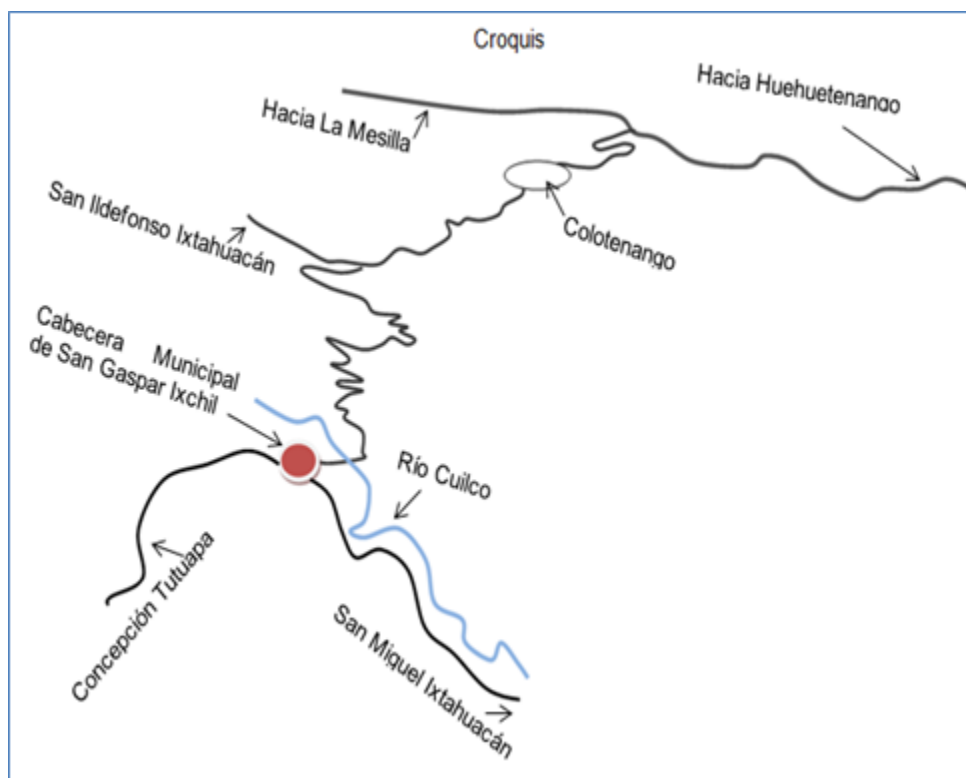 Croquis
Hacia Huehuetenango
Hacia La Mesilla
San Ildefonso Ixtahuacán
Colotenango
Cabecera Municipal
de San Gaspar Ixchil
Río Cuilco
Concepción Tutuapa
San Miguel Ixtahuacán